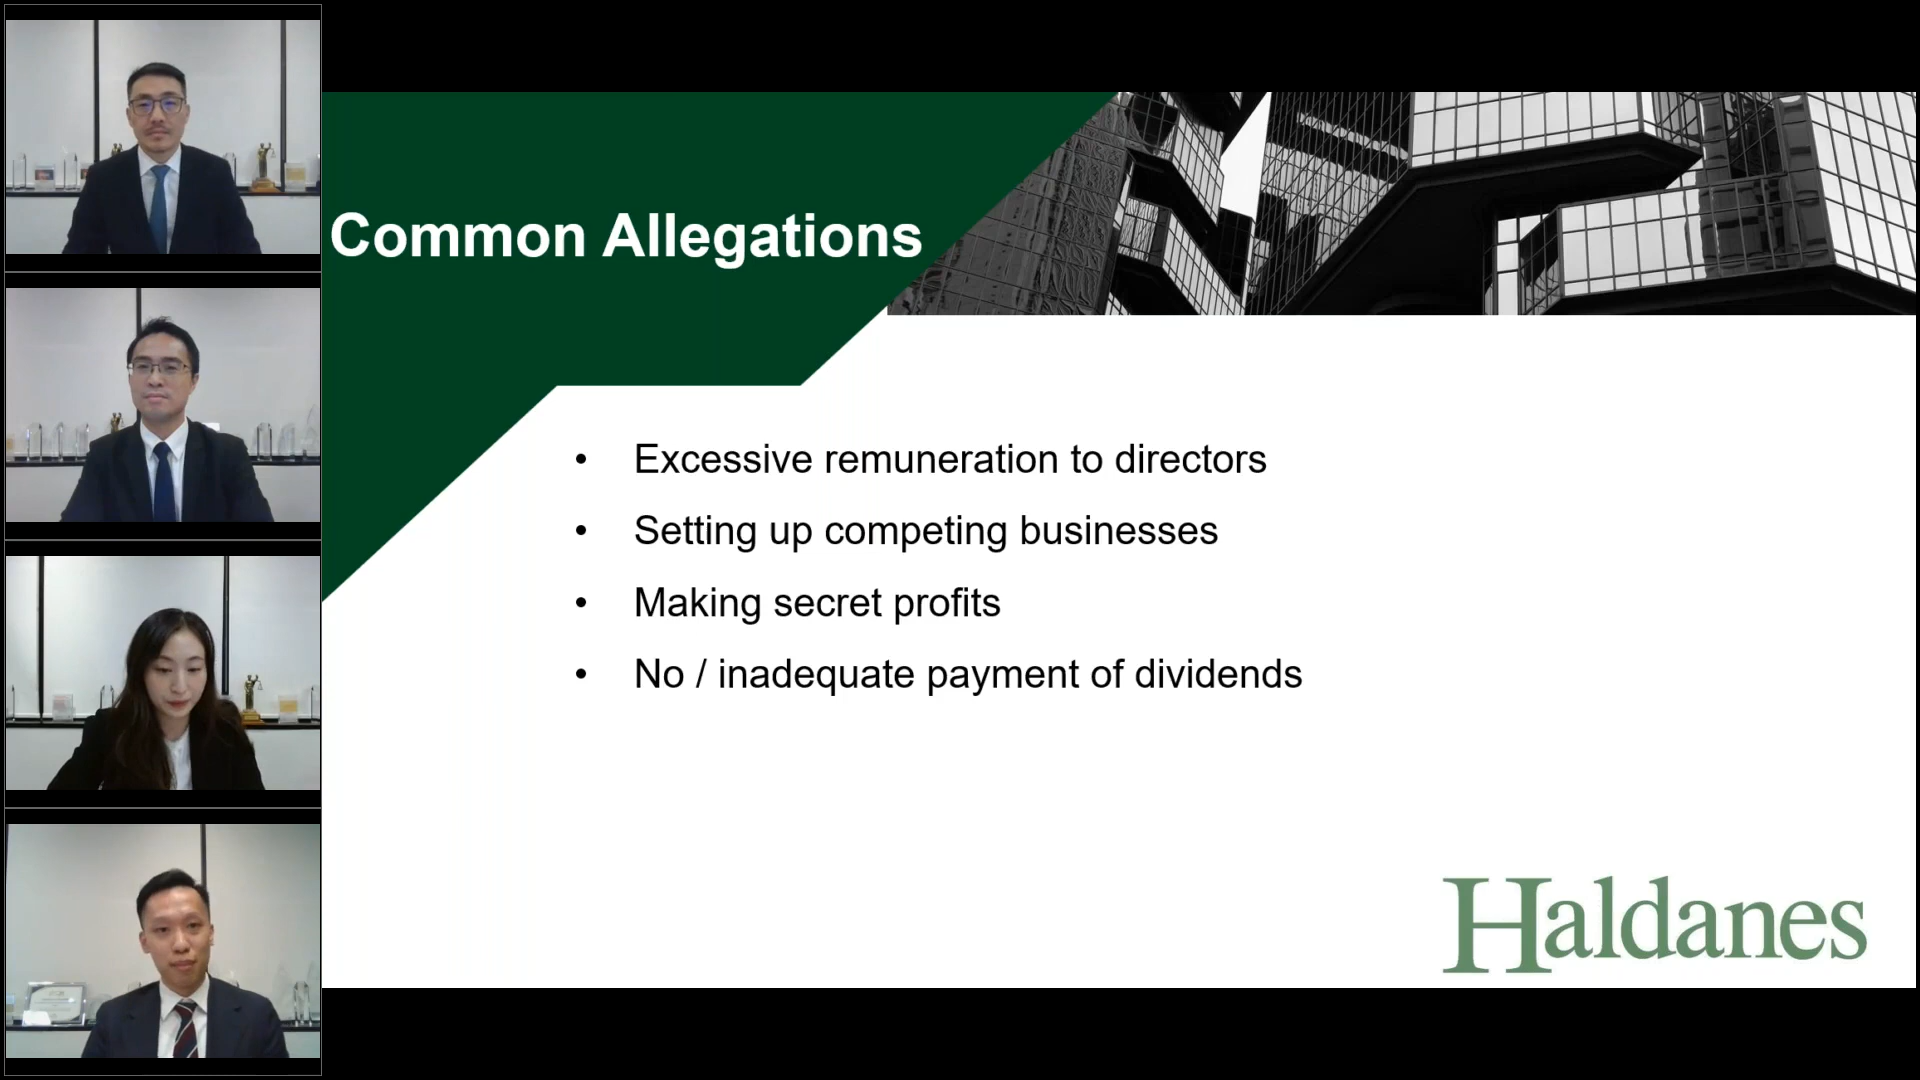 Common Allegations
• Excessive remuneration to directors
• Setting up competing businesses
• Making secret profits
• No / inadequate payment of dividends
Haldanes